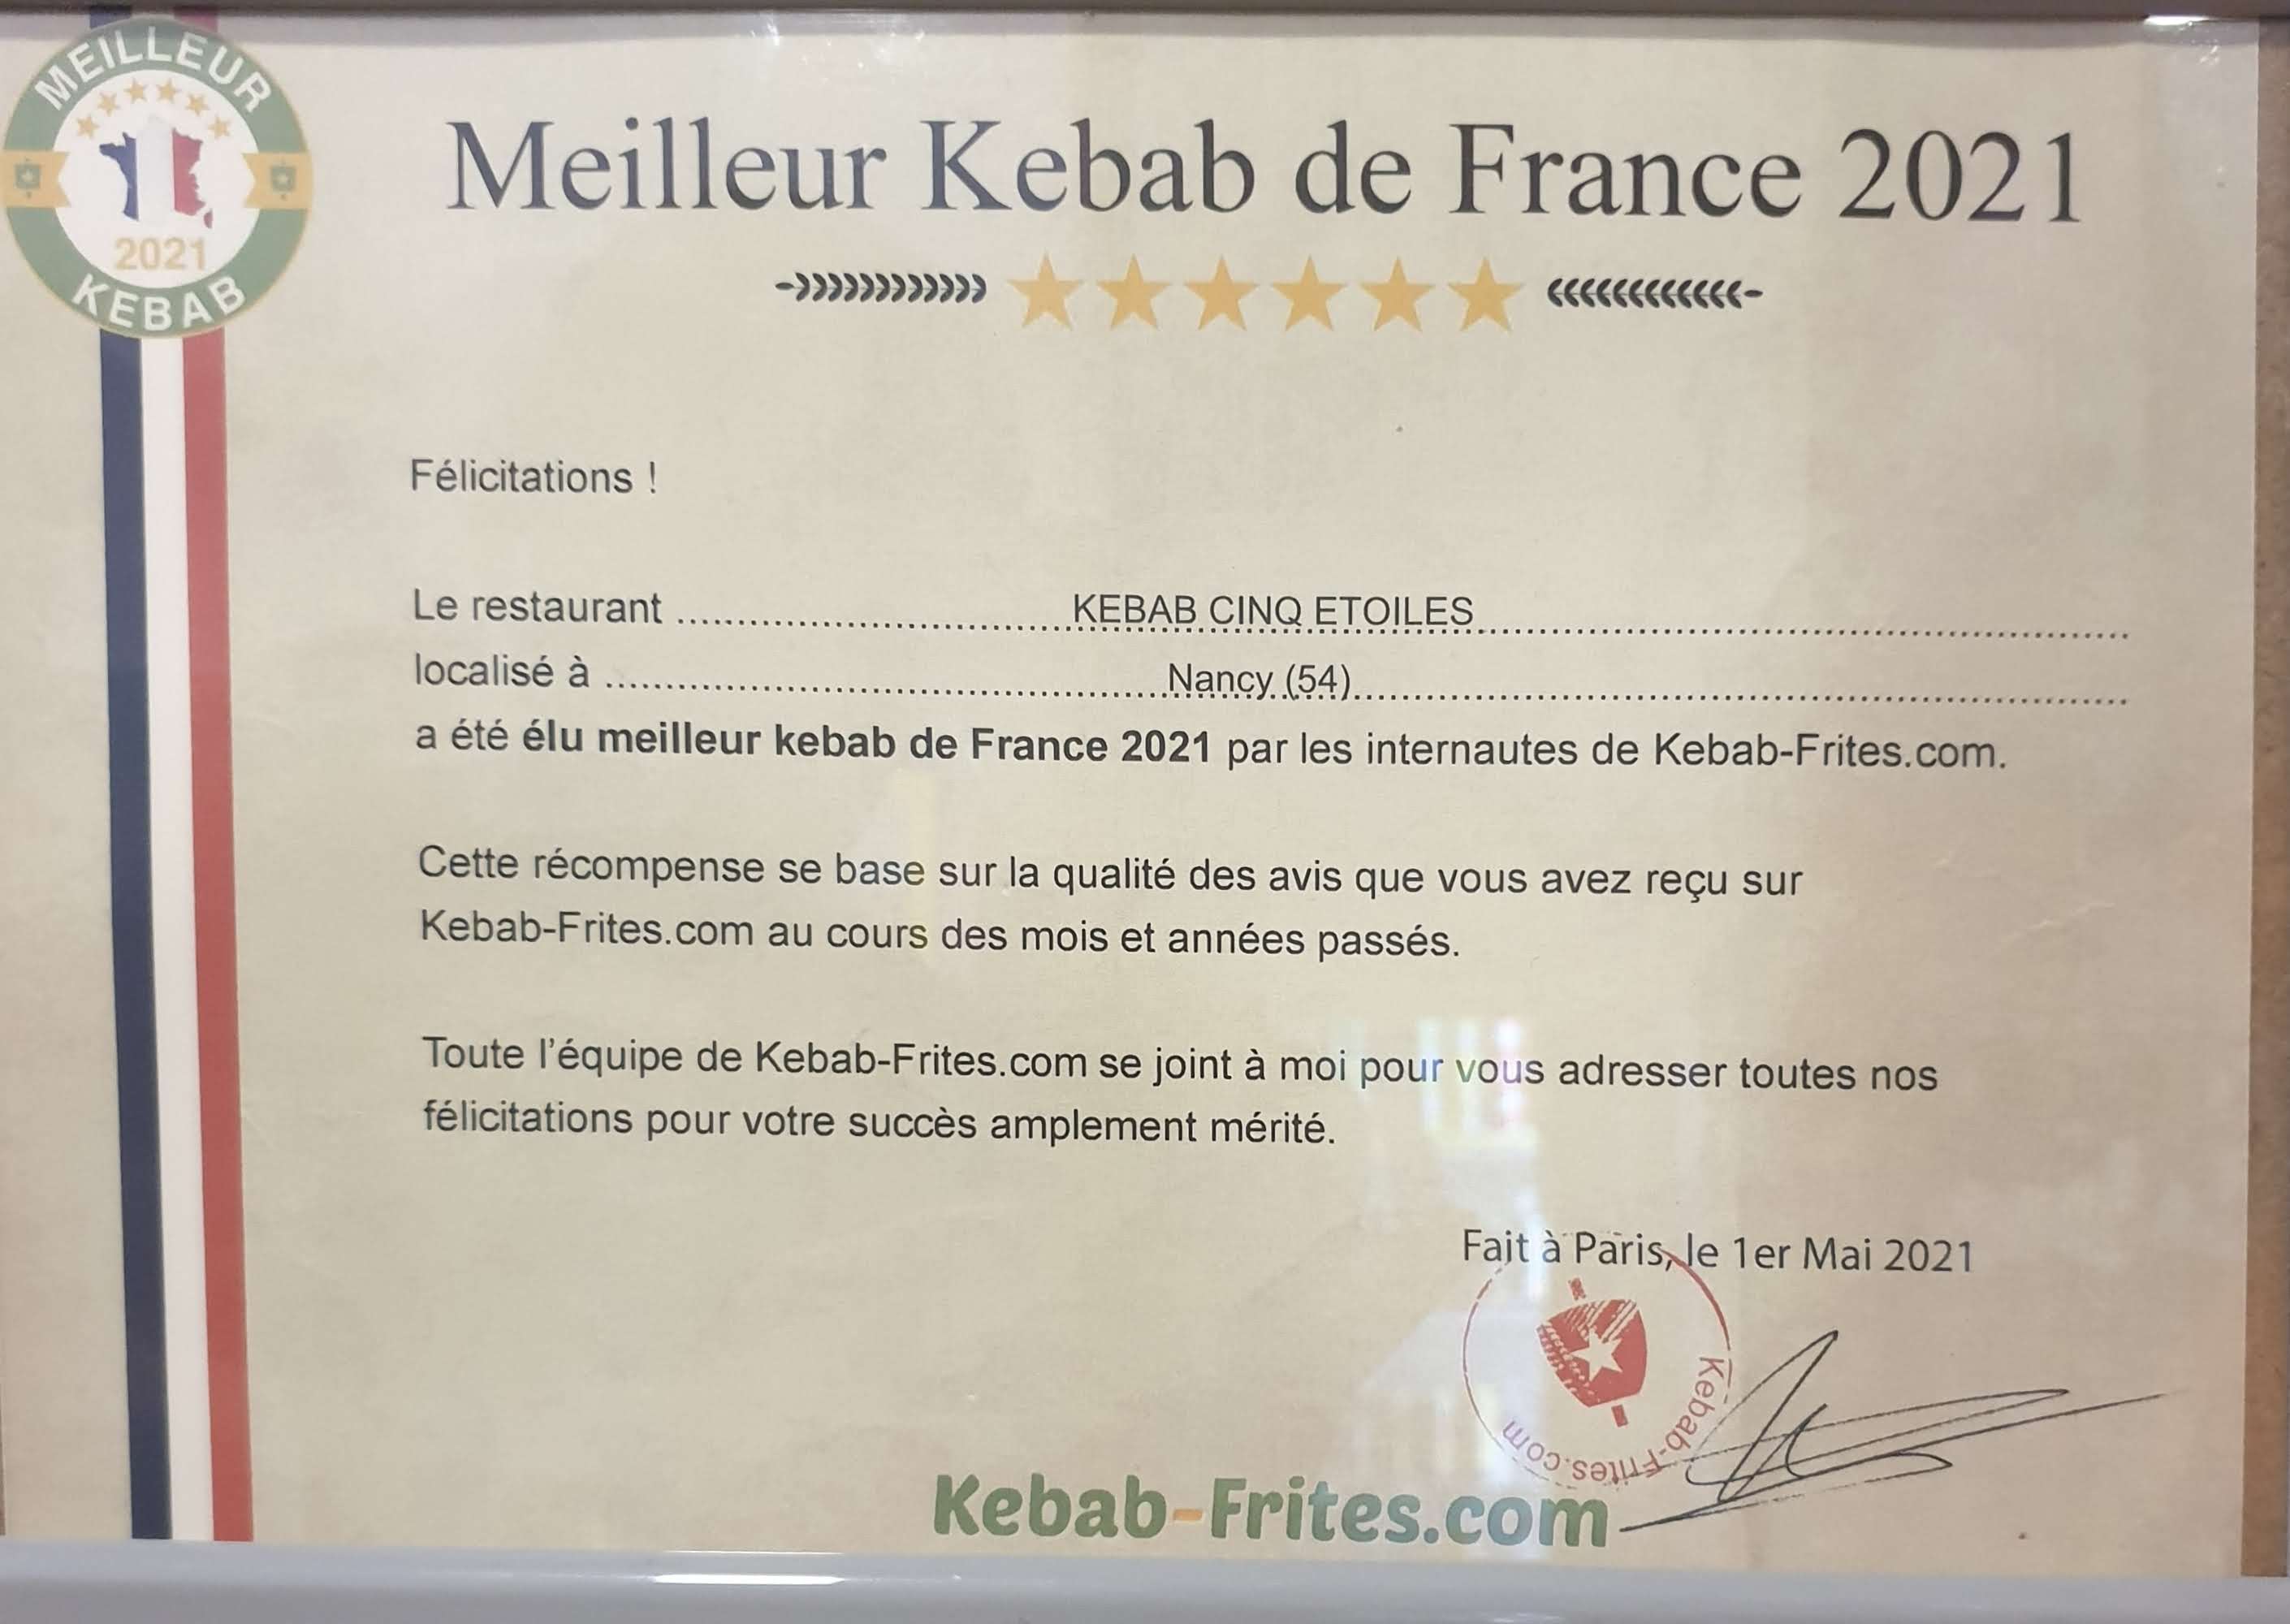 MEILLEUR
2021
KEBAB
Meilleur Kebab de France 2021
Félicitations !
Le restaurant ........ KEBAB CINQ ETOILES ........
localisé à ........ Nancy (54) ........
a été élu meilleur kebab de France 2021 par les internautes de Kebab-Frites.com.
Cette récompense se base sur la qualité des avis que vous avez reçu sur
Kebab-Frites.com au cours des mois et années passés.
Toute l'équipe de Kebab-Frites.com se joint à moi pour vous adresser toutes nos
félicitations pour votre succès amplement mérité.
Fait à Paris, le 1er Mai 2021
Kebab-Frites.com
Kebab-Frites.com